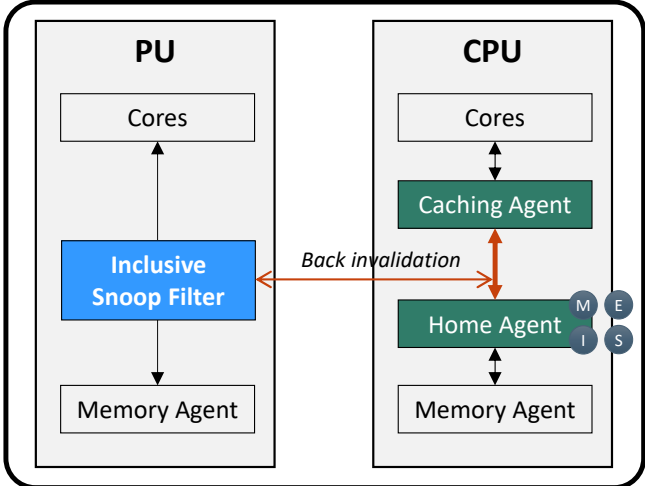 PU
CPU
Cores
Cores
Caching Agent
Inclusive
Snoop Filter
Back invalidation
Home Agent
M
E
I
S
Memory Agent
Memory Agent